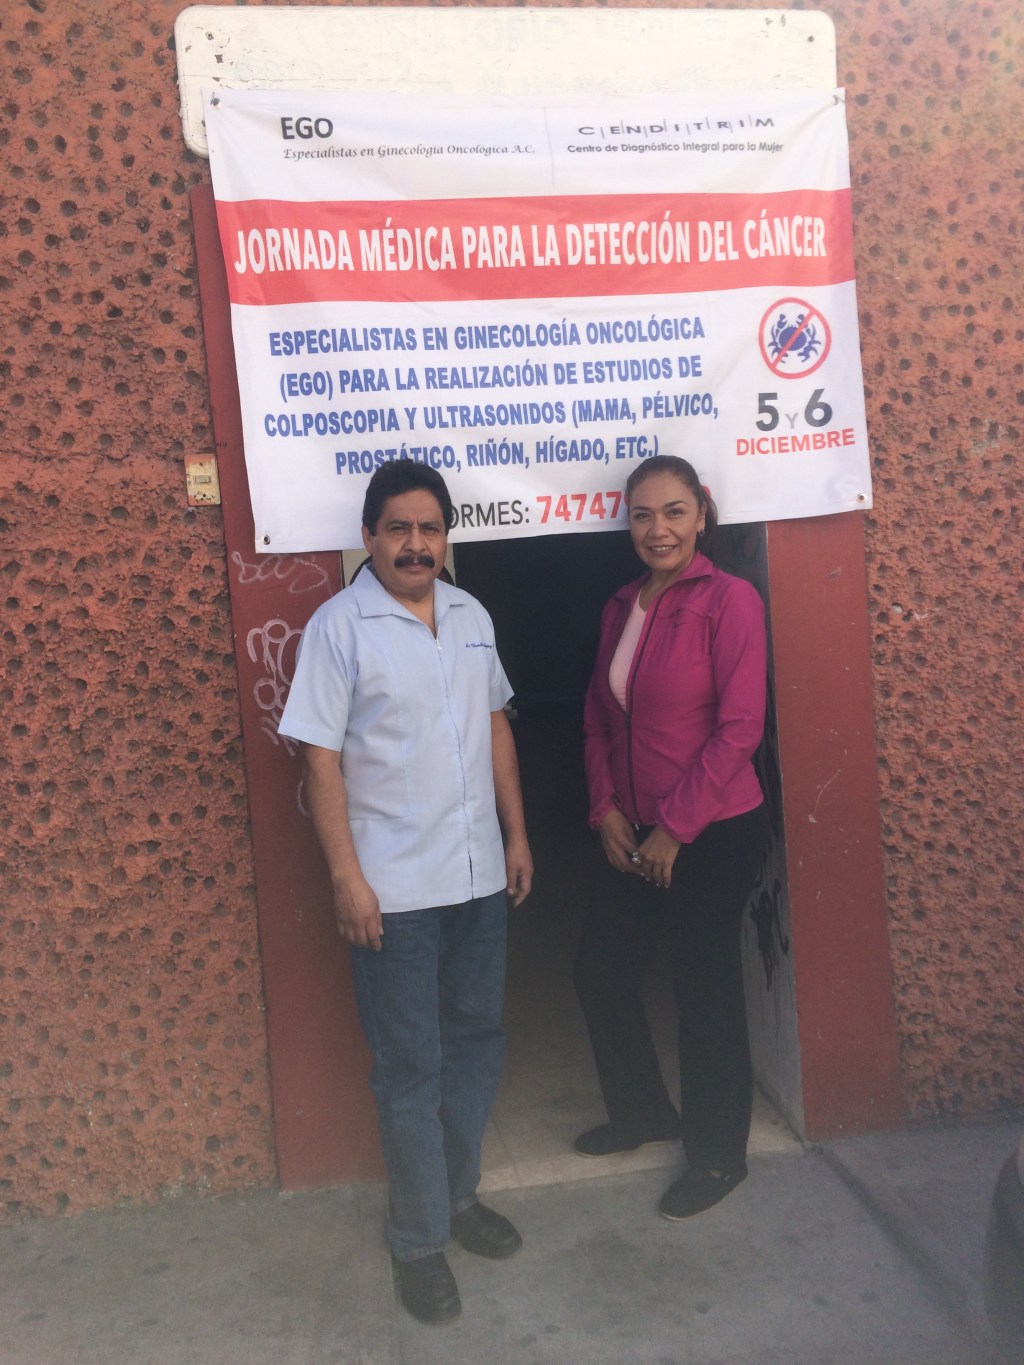 EGO
Especialistas en Ginecología Oncológica A.C.
CENDITRIM
Centro de Diagnóstico Integral para la Mujer
JORNADA MÉDICA PARA LA DETECCIÓN DEL CÁNCER
ESPECIALISTAS EN GINECOLOGÍA ONCOLÓGICA
(EGO) PARA LA REALIZACIÓN DE ESTUDIOS DE
COLPOSCOPIA Y ULTRASONIDOS (MAMA, PÉLVICO,
PROSTÁTICO, RIÑÓN, HÍGADO, ETC.)
5 Y 6
DICIEMBRE
ORMES: 74747